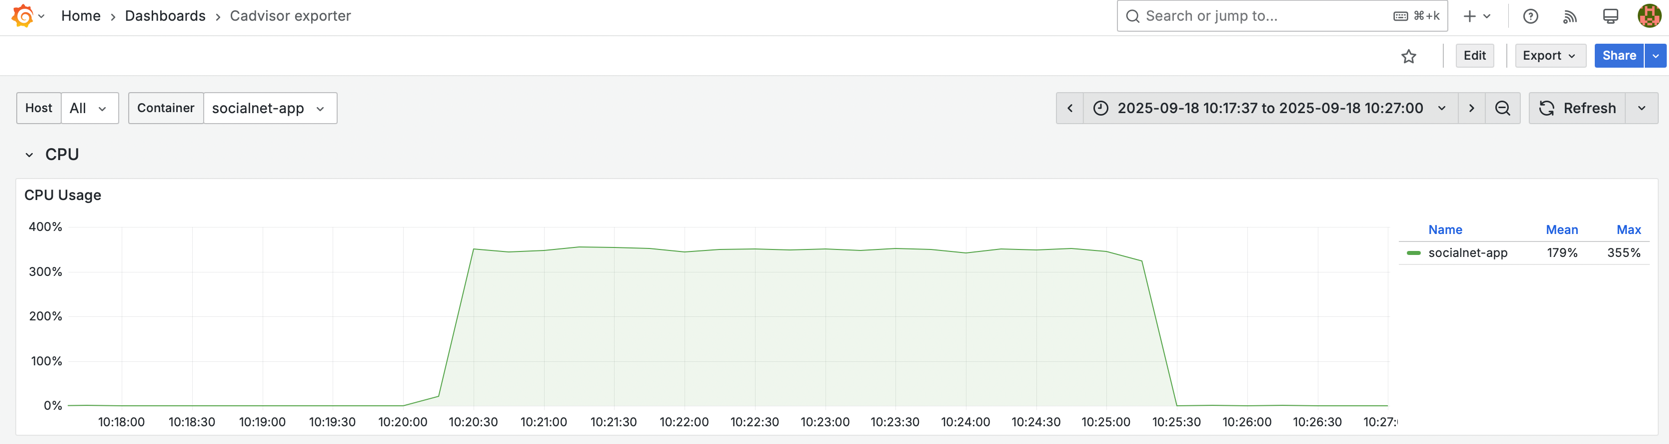 Home > Dashboards > Cadvisor exporter
Search or jump to... ⌘+k
Edit Export Share
Host All Container socialnet-app 2025-09-18 10:17:37 to 2025-09-18 10:27:00 Refresh
CPU
CPU Usage
400%
300%
200%
100%
0%
10:18:00 10:18:30 10:19:00 10:19:30 10:20:00 10:20:30 10:21:00 10:21:30 10:22:00 10:22:30 10:23:00 10:23:30 10:24:00 10:24:30 10:25:00 10:25:30 10:26:00 10:26:30 10:27:
Name Mean Max
socialnet-app 179% 355%